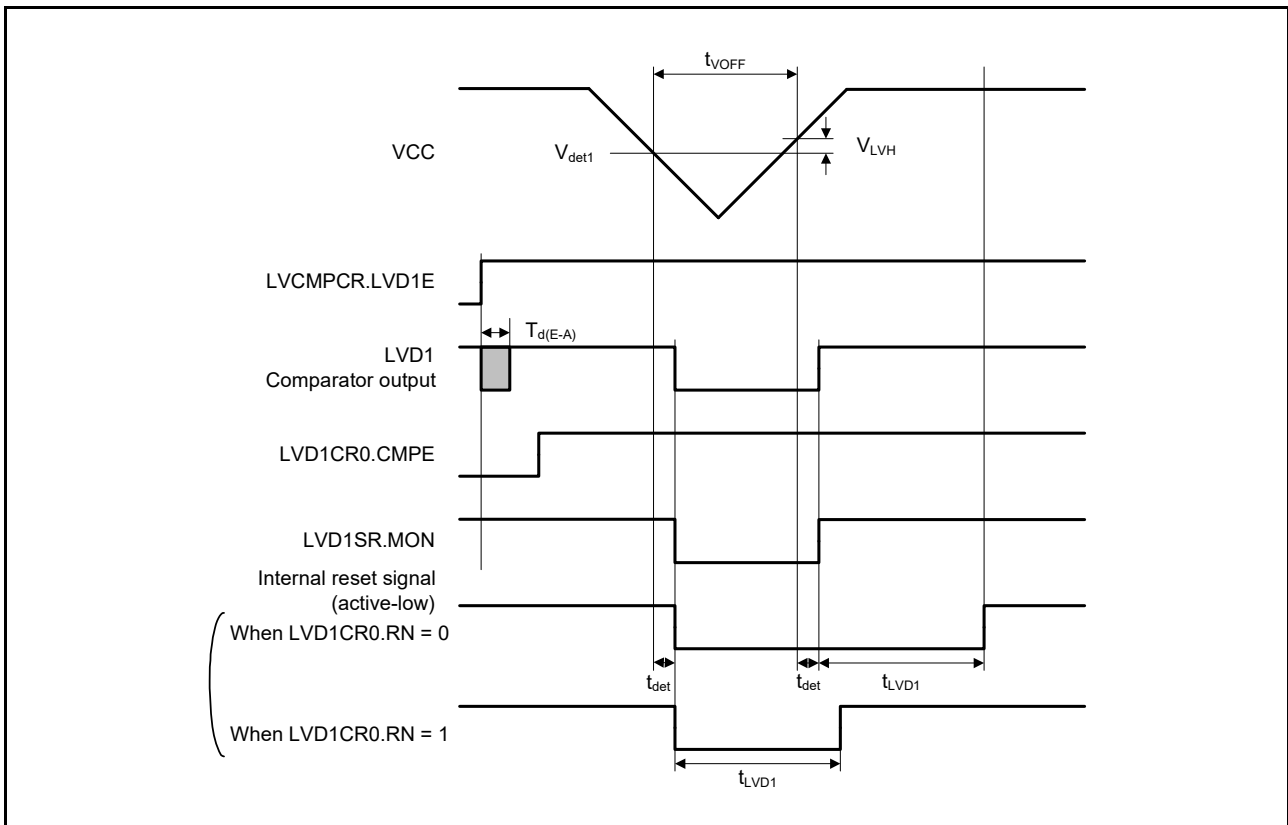 tVOFF
VCC
Vdet1
VLVH
LVCMPCR.LVD1E
Td(E-A)
LVD1
Comparator output
LVD1CR0.CMPE
LVD1SR.MON
Internal reset signal
(active-low)
When LVD1CR0.RN = 0
tdet
tdet
tLVD1
When LVD1CR0.RN = 1
tLVD1